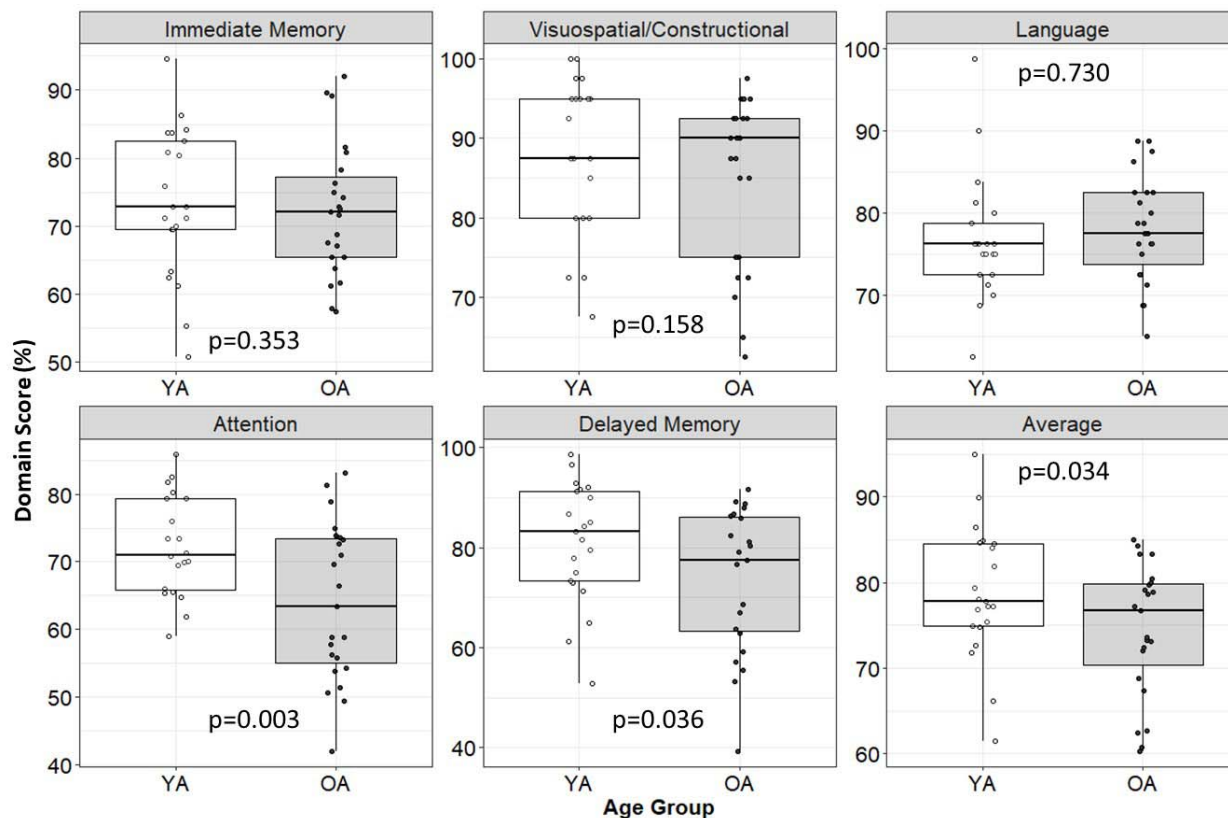 Immediate Memory
Visuospatial/Constructional
Language
90
80
70
60
50
p=0.353
YA
OA
100
90
80
70
p=0.158
YA
OA
100
90
80
70
p=0.730
YA
OA
Domain Score (%)
Attention
Delayed Memory
Average
80
70
60
50
40
p=0.003
YA
OA
100
80
60
40
p=0.036
YA
OA
90
80
70
60
p=0.034
YA
OA
Age Group